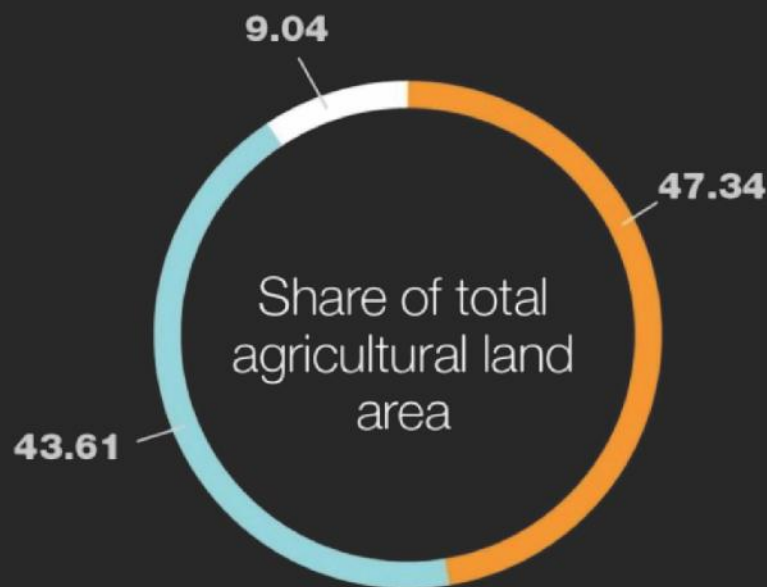 9.04
47.34
Share of total
agricultural land
area
43.61